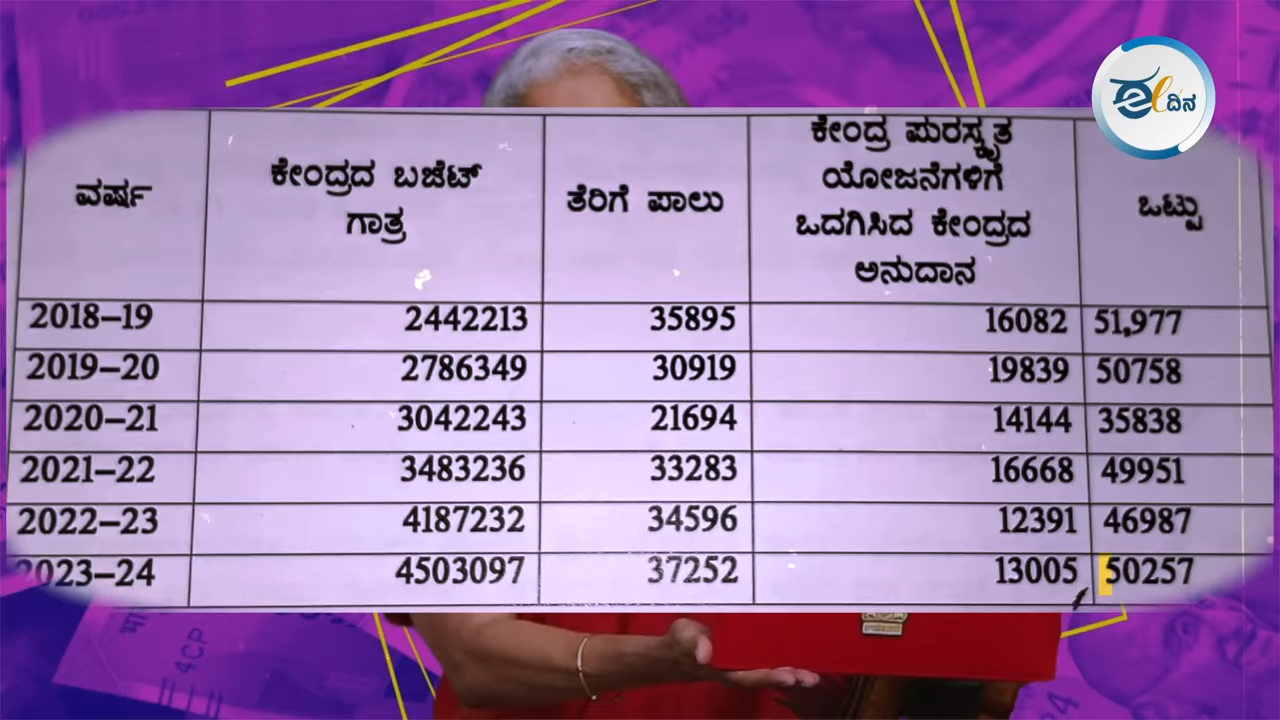 ಈದಿನ
ವರ್ಷ
ಕೇಂದ್ರದ ಬಜೆಟ್
ಗಾತ್ರ
ತೆರಿಗೆ ಪಾಲು
ಕೇಂದ್ರ ಪುರಸ್ಕೃತ
ಯೋಜನೆಗಳಿಗೆ
ಒದಗಿಸಿದ ಕೇಂದ್ರದ
ಅನುದಾನ
ಒಟ್ಟು
2018–19 2442213 35895 16082 51,977
2019–20 2786349 30919 19839 50758
2020–21 3042243 21694 14144 35838
2021–22 3483236 33283 16668 49951
2022–23 4187232 34596 12391 46987
2023–24 4503097 37252 13005 50257
4CP